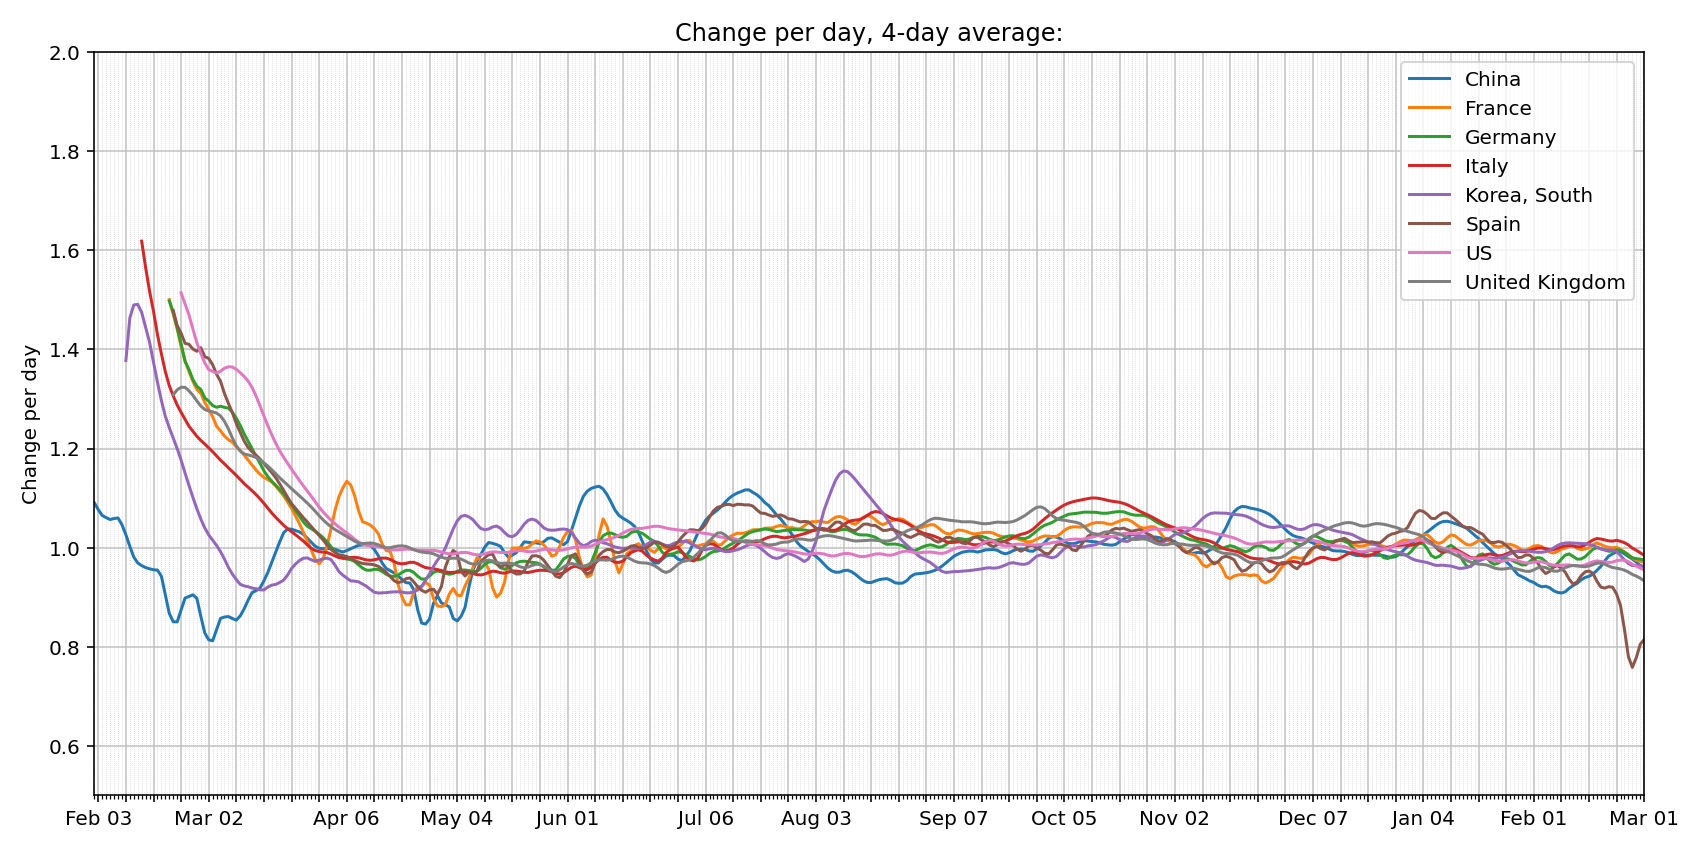 Change per day, 4-day average:
Change per day
2.0
1.8
1.6
1.4
1.2
1.0
0.8
0.6
China
France
Germany
Italy
Korea, South
Spain
US
United Kingdom
Feb 03 Mar 02 Apr 06 May 04 Jun 01 Jul 06 Aug 03 Sep 07 Oct 05 Nov 02 Dec 07 Jan 04 Feb 01 Mar 01